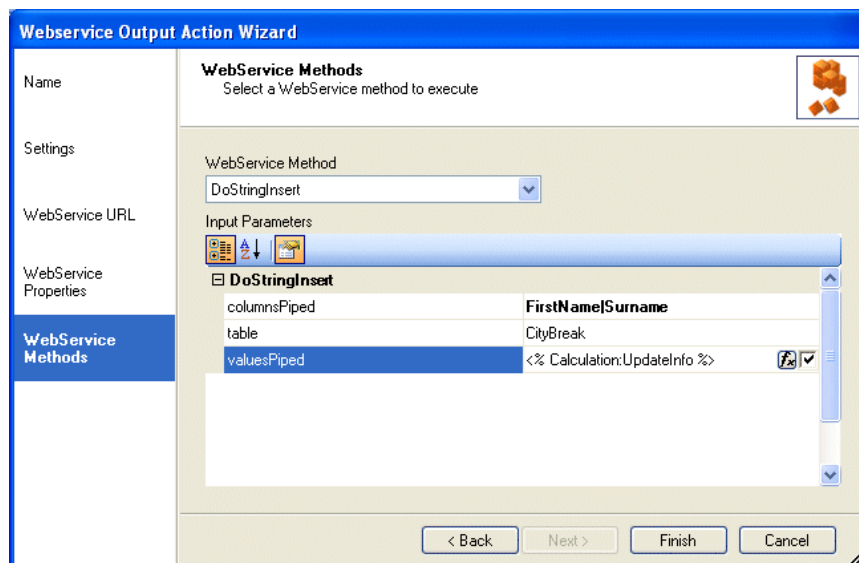 Webservice Output Action Wizard
Name
Settings
WebService URL
WebService
Properties
WebService
Methods
WebService Methods
Select a WebService method to execute
WebService Method
DoStringInsert
Input Parameters
DoStringInsert
columnsPiped FirstName|Surname
table CityBreak
valuesPiped <% Calculation:UpdateInfo %>
< Back Next > Finish Cancel